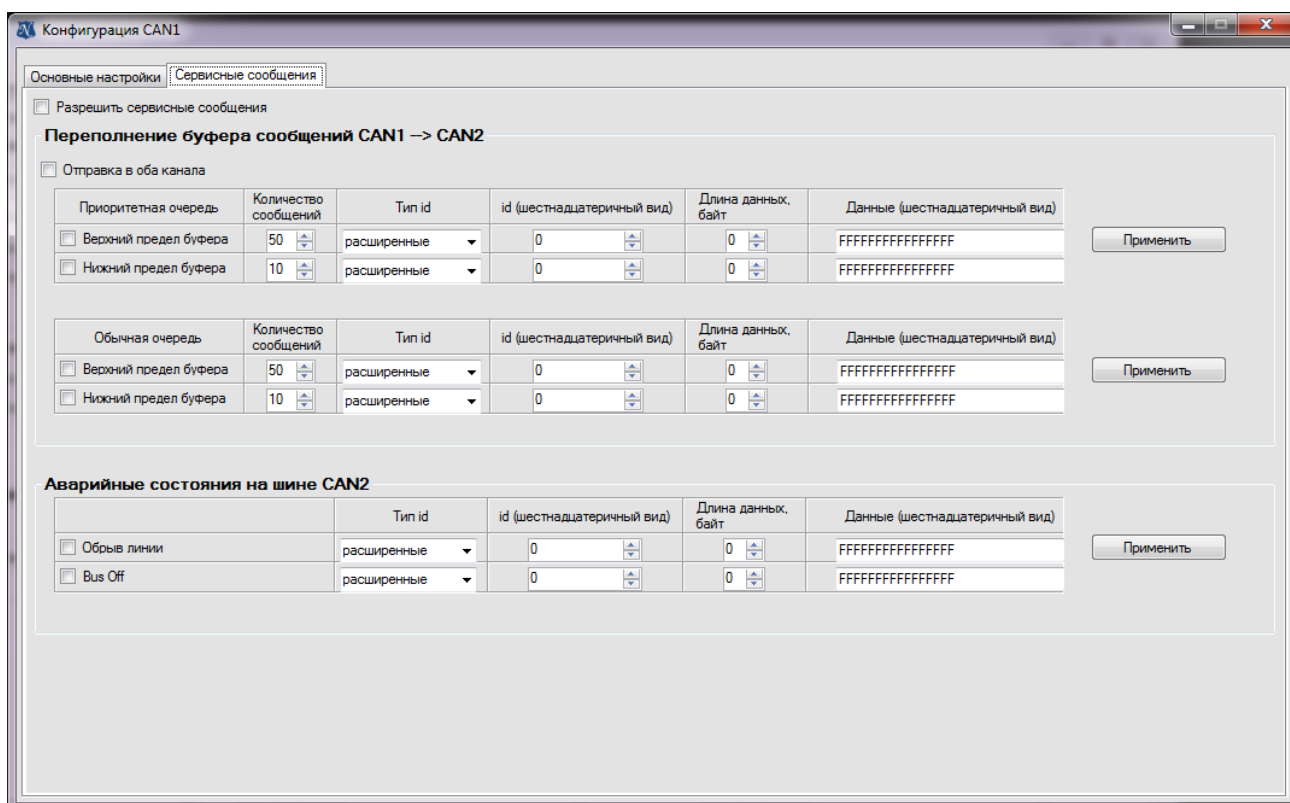 Конфигурация CAN1
Основные настройки Сервисные сообщения
Разрешить сервисные сообщения
Переполнение буфера сообщений CAN1 --> CAN2
Отправка в оба канала
Приоритетная очередь Количество сообщений Тип id id (шестнадцатеричный вид) Длина данных, байт Данные (шестнадцатеричный вид)
Верхний предел буфера 50 расширенные 0 0 FFFFFFFFFFFFFFFF Применить
Нижний предел буфера 10 расширенные 0 0 FFFFFFFFFFFFFFFF
Обычная очередь Количество сообщений Тип id id (шестнадцатеричный вид) Длина данных, байт Данные (шестнадцатеричный вид)
Верхний предел буфера 50 расширенные 0 0 FFFFFFFFFFFFFFFF Применить
Нижний предел буфера 10 расширенные 0 0 FFFFFFFFFFFFFFFF
Аварийные состояния на шине CAN2
Тип id id (шестнадцатеричный вид) Длина данных, байт Данные (шестнадцатеричный вид)
Обрыв линии расширенные 0 0 FFFFFFFFFFFFFFFF Применить
Bus Off расширенные 0 0 FFFFFFFFFFFFFFFF